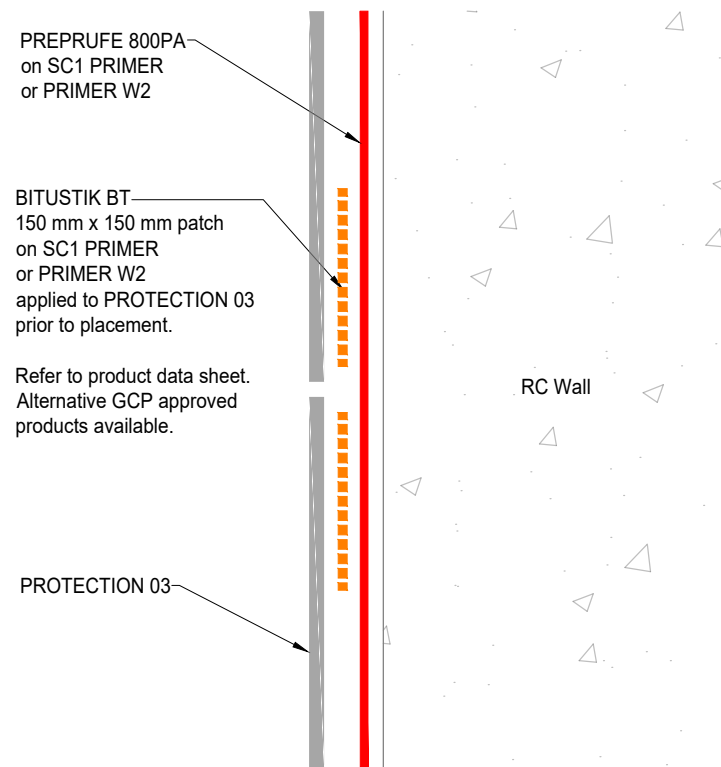 PREPRUFE 800PA
on SC1 PRIMER
or PRIMER W2
BITUSTIK BT
150 mm x 150 mm patch
on SC1 PRIMER
or PRIMER W2
applied to PROTECTION 03
prior to placement.
Refer to product data sheet.
Alternative GCP approved
products available.
RC Wall
PROTECTION 03